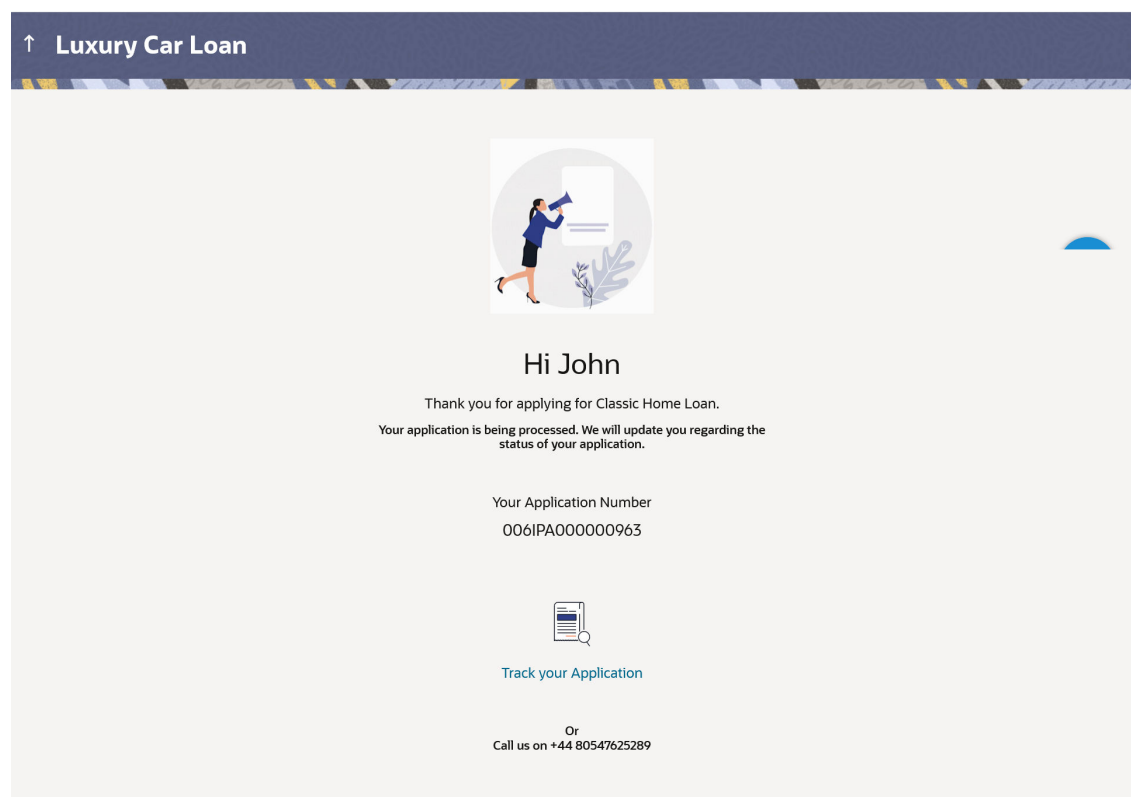 ↑ Luxury Car Loan
Hi John
Thank you for applying for Classic Home Loan.
Your application is being processed. We will update you regarding the
status of your application.
Your Application Number
006IPA000000963
Track your Application
Or
Call us on +44 80547625289